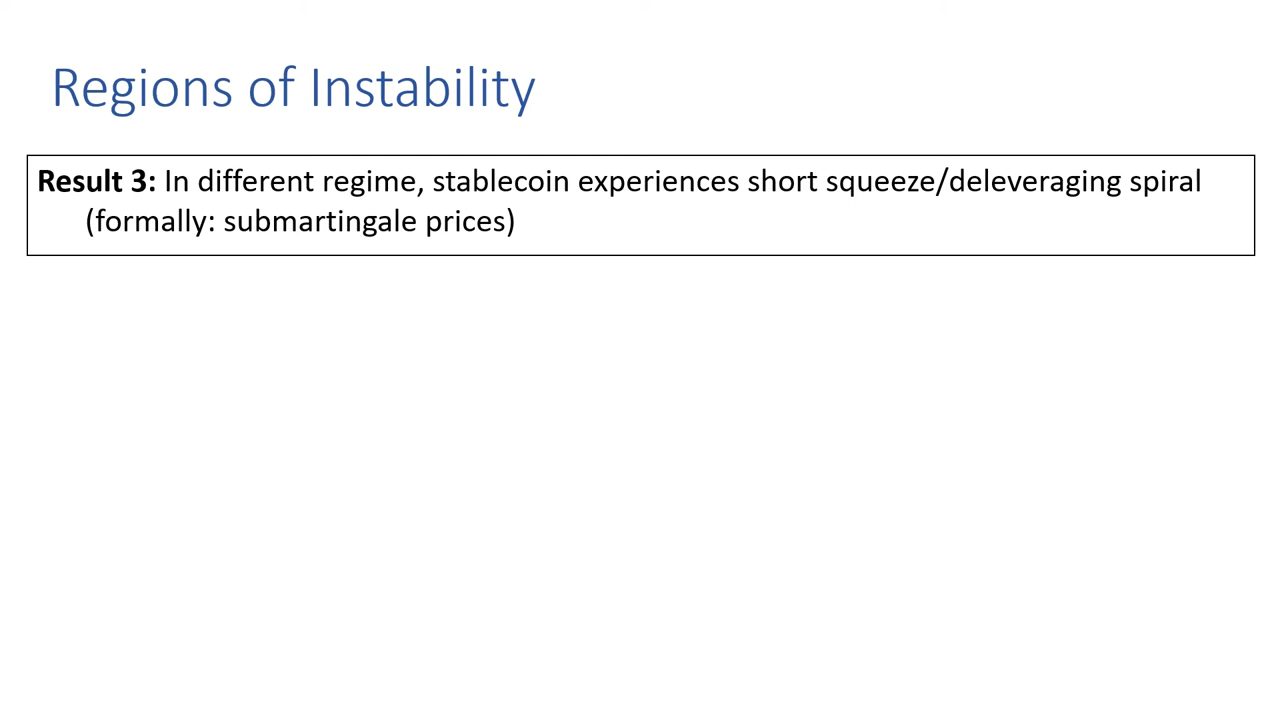 Regions of Instability
Result 3: In different regime, stablecoin experiences short squeeze/deleveraging spiral
(formally: submartingale prices)